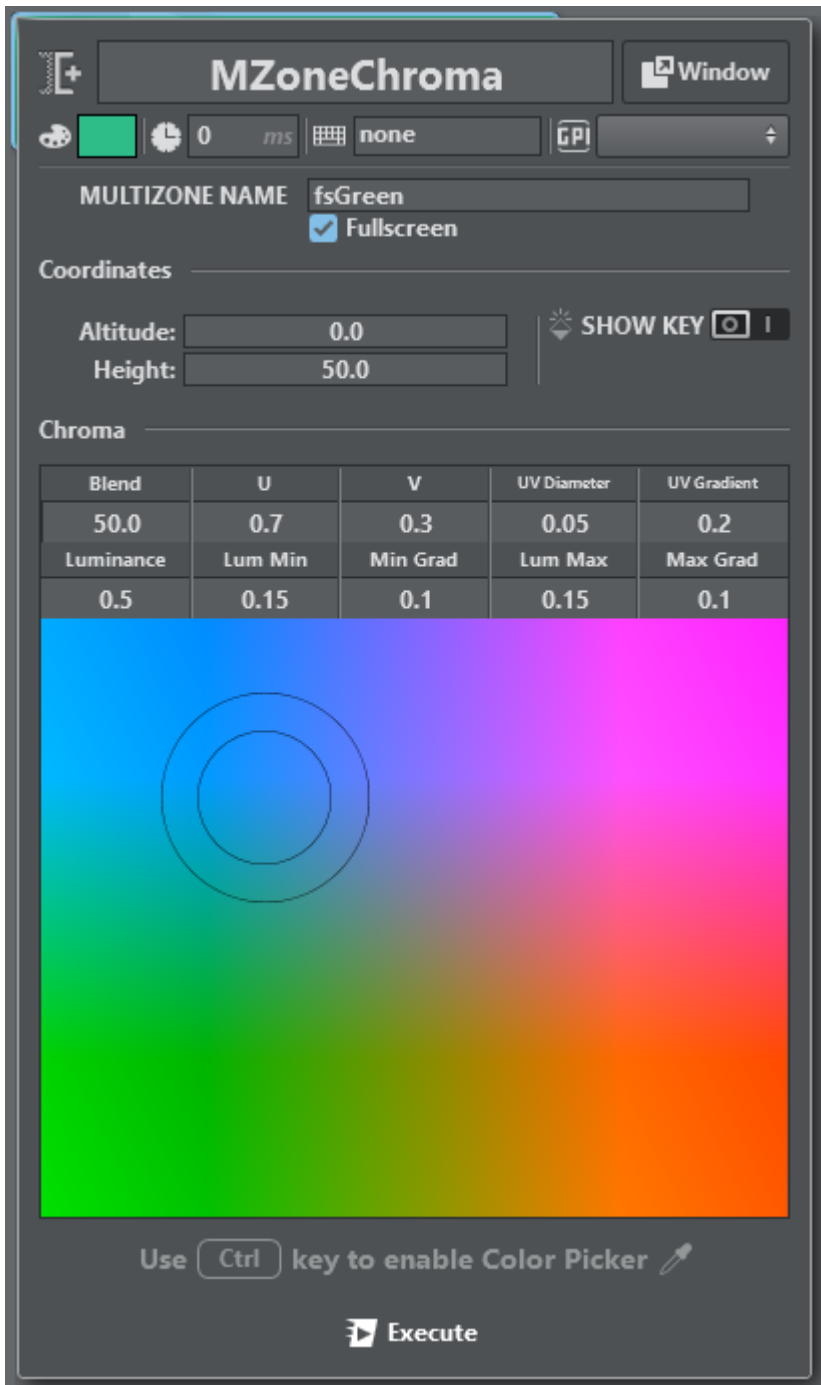 MZoneChroma
Window
0 ms none GPI
MULTIZONE NAME fsGreen
Fullscreen
Coordinates
Altitude: 0.0
SHOW KEY O I
Height: 50.0
Chroma
Blend U V UV Diameter UV Gradient
50.0 0.7 0.3 0.05 0.2
Luminance Lum Min Min Grad Lum Max Max Grad
0.5 0.15 0.1 0.15 0.1
Use Ctrl key to enable Color Picker
Execute